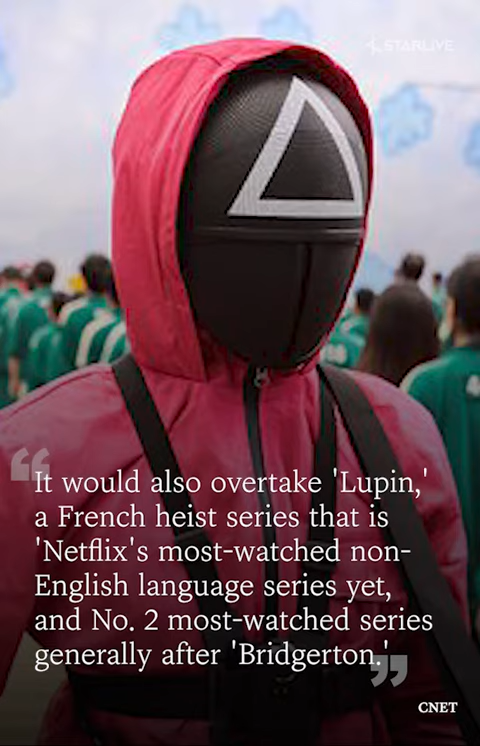 STARLIVE
“
It would also overtake 'Lupin,'
a French heist series that is
'Netflix's most-watched non-
English language series yet,
and No. 2 most-watched series
generally after 'Bridgerton.'
”
CNET